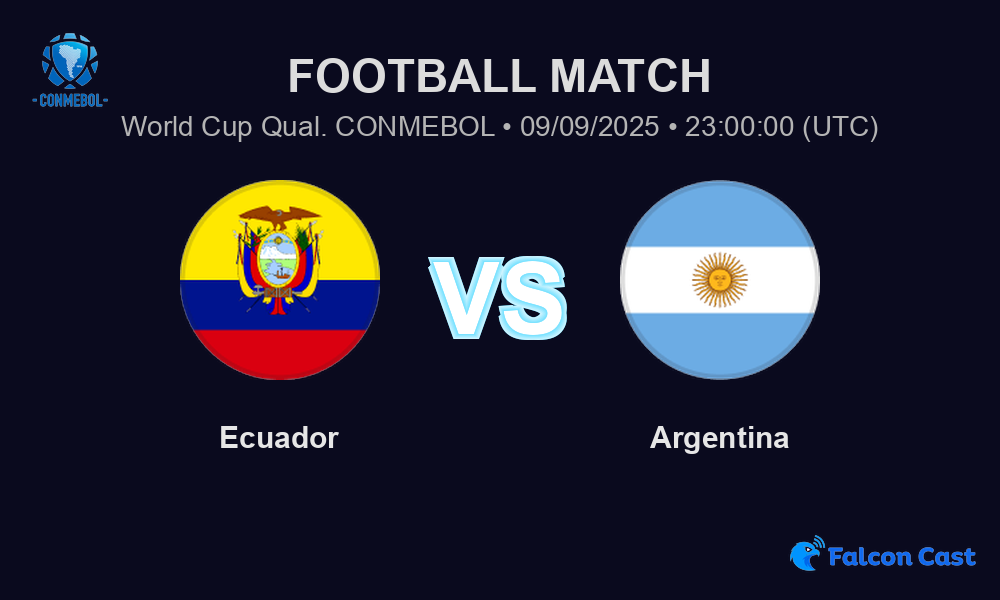 FOOTBALL MATCH
-CONMEBOL-
World Cup Qual. CONMEBOL • 09/09/2025 • 23:00:00 (UTC)
VS
Ecuador
Argentina
Falcon Cast